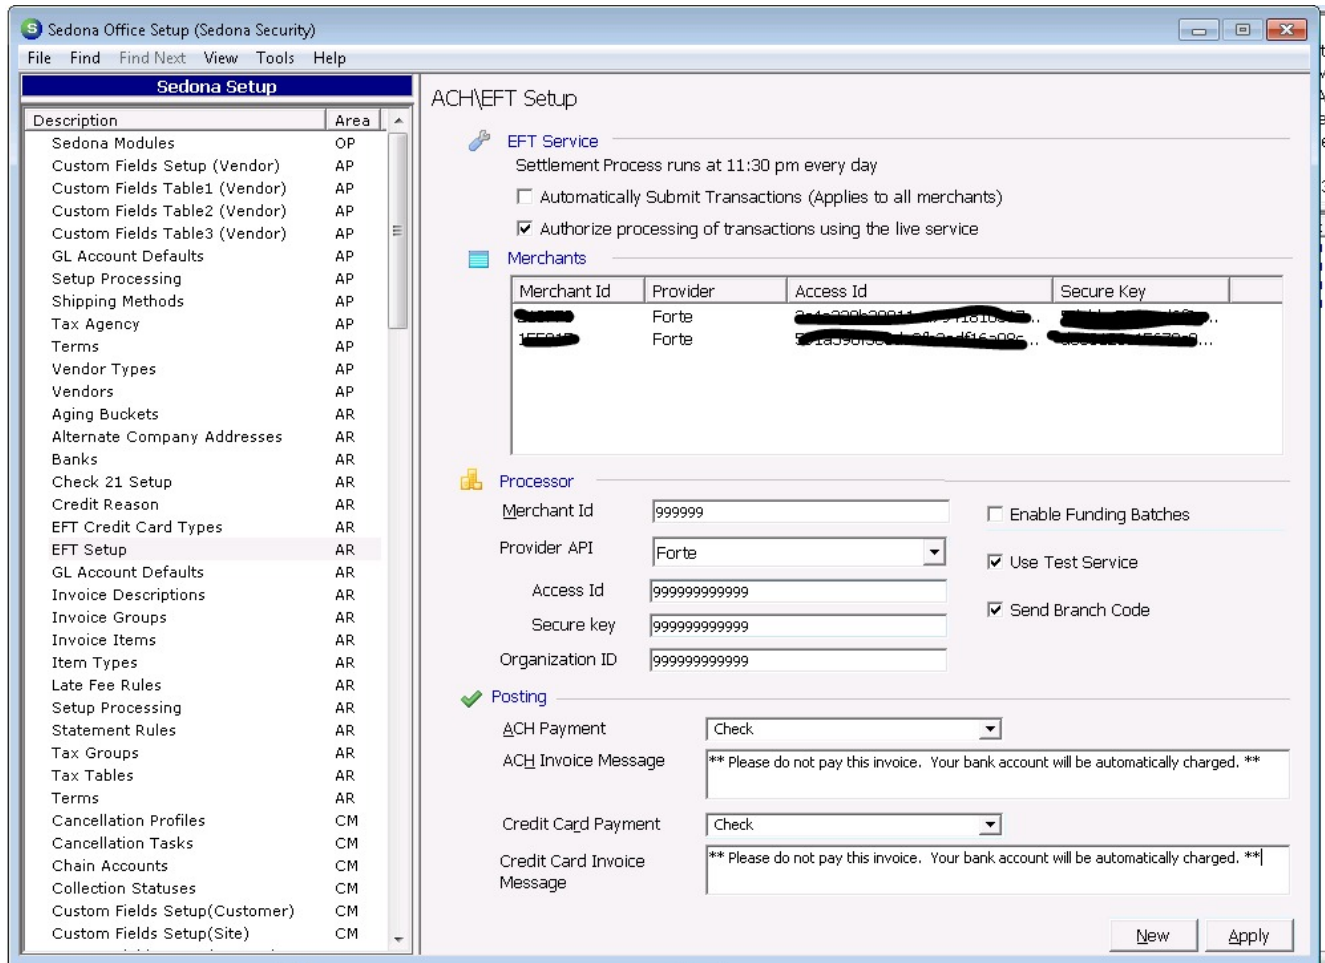 Sedona Office Setup (Sedona Security)
File Find Find Next View Tools Help
Sedona Setup
Description Area
Sedona Modules OP
Custom Fields Setup (Vendor) AP
Custom Fields Table1 (Vendor) AP
Custom Fields Table2 (Vendor) AP
Custom Fields Table3 (Vendor) AP
GL Account Defaults AP
Setup Processing AP
Shipping Methods AP
Tax Agency AP
Terms AP
Vendor Types AP
Vendors AP
Aging Buckets AR
Alternate Company Addresses AR
Banks AR
Check 21 Setup AR
Credit Reason AR
EFT Credit Card Types AR
EFT Setup AR
GL Account Defaults AR
Invoice Descriptions AR
Invoice Groups AR
Invoice Items AR
Item Types AR
Late Fee Rules AR
Setup Processing AR
Statement Rules AR
Tax Groups AR
Tax Tables AR
Terms AR
Cancellation Profiles CM
Cancellation Tasks CM
Chain Accounts CM
Collection Statuses CM
Custom Fields Setup(Customer) CM
Custom Fields Setup(Site) CM
ACH\EFT Setup
EFT Service
Settlement Process runs at 11:30 pm every day
Automatically Submit Transactions (Applies to all merchants)
Authorize processing of transactions using the live service
Merchants
Merchant Id Provider Access Id Secure Key
Forte
Forte
Processor
Merchant Id 999999 Enable Funding Batches
Provider API Forte Use Test Service
Access Id 999999999999
Send Branch Code
Secure key 999999999999
Organization ID 999999999999
Posting
ACH Payment Check
ACH Invoice Message ** Please do not pay this invoice. Your bank account will be automatically charged. **
Credit Card Payment Check
Credit Card Invoice Message ** Please do not pay this invoice. Your bank account will be automatically charged. **
New Apply